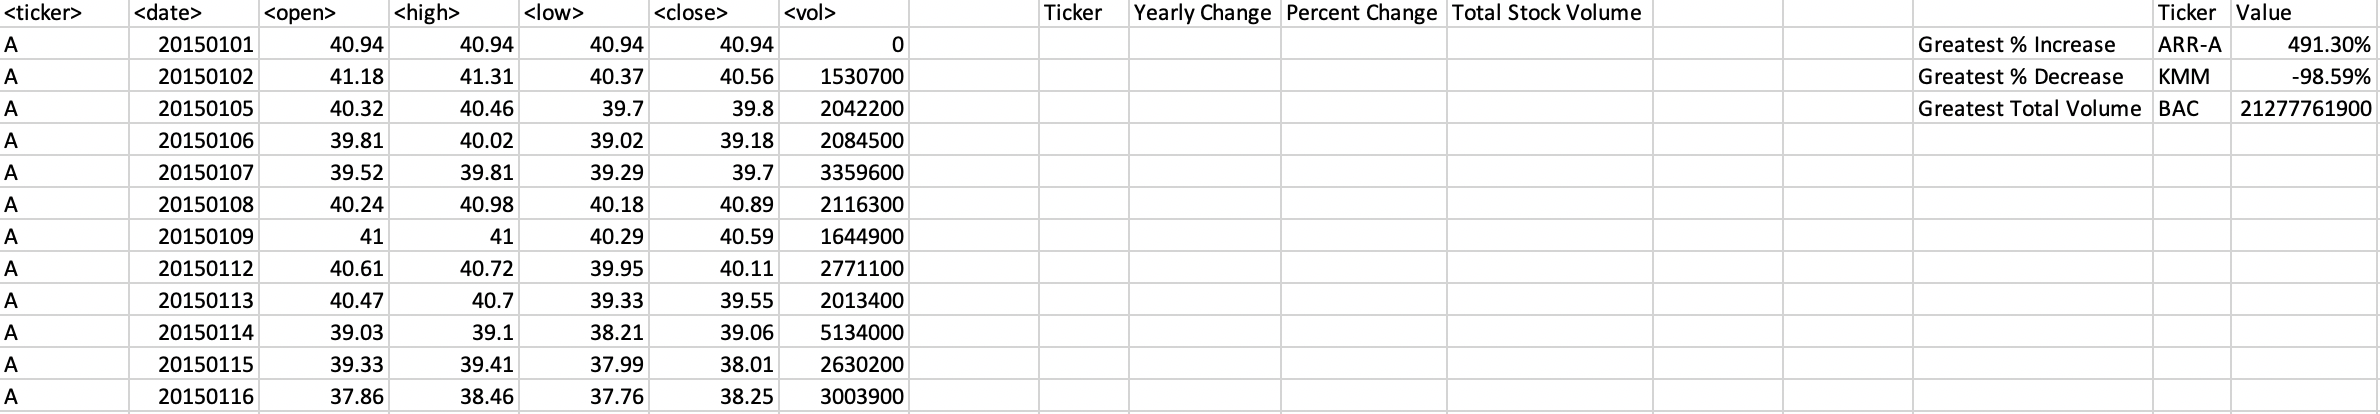 <ticker> <date> <open> <high> <low> <close> <vol> Ticker Yearly Change Percent Change Total Stock Volume Ticker Value
A 20150101 40.94 40.94 40.94 40.94 0 Greatest % Increase ARR-A 491.30%
A 20150102 41.18 41.31 40.37 40.56 1530700 Greatest % Decrease KMM -98.59%
A 20150105 40.32 40.46 39.7 39.8 2042200 Greatest Total Volume BAC 21277761900
A 20150106 39.81 40.02 39.02 39.18 2084500
A 20150107 39.52 39.81 39.29 39.7 3359600
A 20150108 40.24 40.98 40.18 40.89 2116300
A 20150109 41 41 40.29 40.59 1644900
A 20150112 40.61 40.72 39.95 40.11 2771100
A 20150113 40.47 40.7 39.33 39.55 2013400
A 20150114 39.03 39.1 38.21 39.06 5134000
A 20150115 39.33 39.41 37.99 38.01 2630200
A 20150116 37.86 38.46 37.76 38.25 3003900